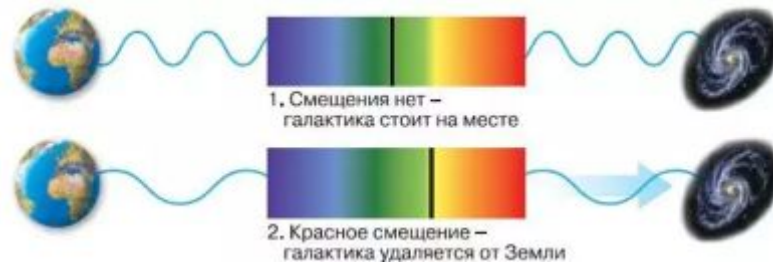 1. Смещения нет –
галактика стоит на месте
2. Красное смещение –
галактика удаляется от Земли